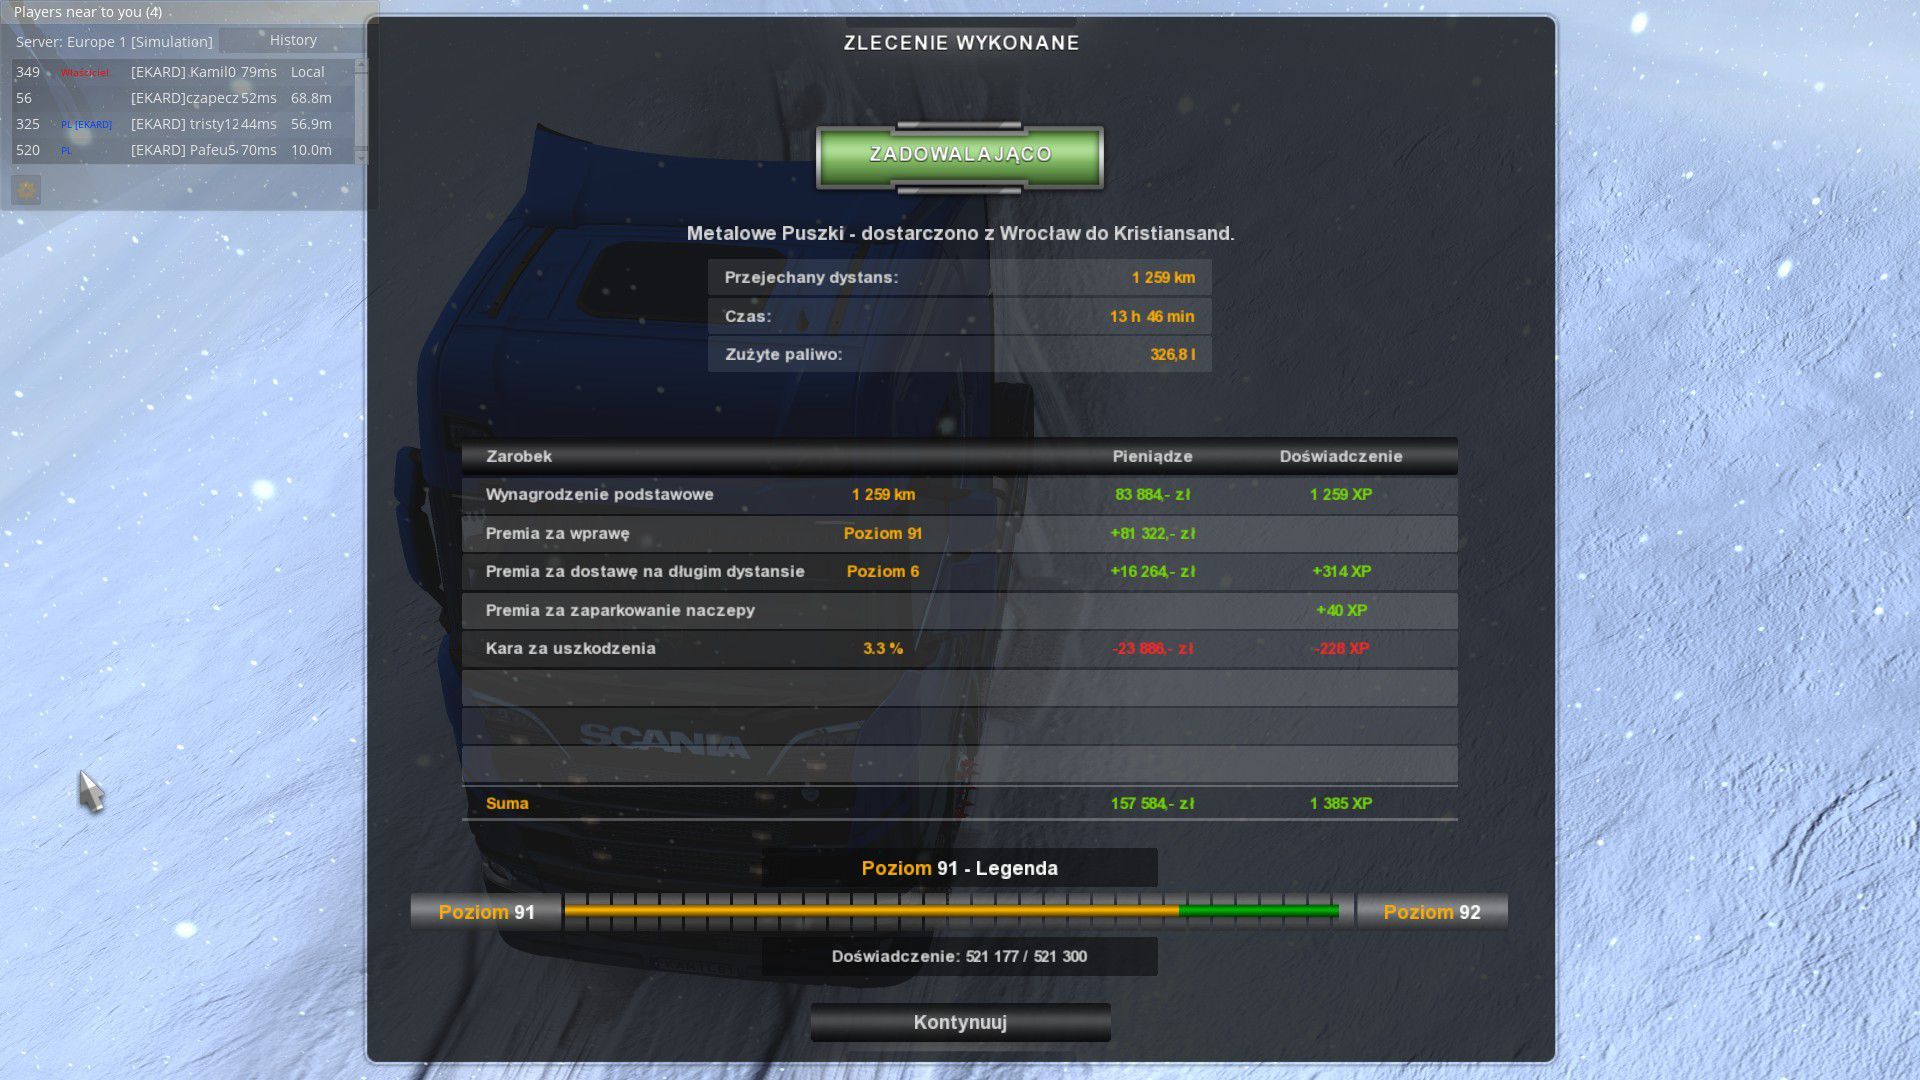 Players near to you (4)
Server: Europe 1 [Simulation] History
349 Właściciel [EKARD] Kamil0 79ms Local
56 [EKARD]czapecz 52ms 68.8m
325 PL [EKARD] [EKARD] tristy12 44ms 56.9m
520 PL [EKARD] Pafeu5 70ms 10.0m
ZLECENIE WYKONANE
ZADOWALAJĄCO
Metalowe Puszki - dostarczono z Wrocław do Kristiansand.
Przejechany dystans: 1 259 km
Czas: 13 h 46 min
Zużyte paliwo: 326,8 l
Zarobek Pieniądze Doświadczenie
Wynagrodzenie podstawowe 1 259 km 83 884,- zł 1 259 XP
Premia za wprawę Poziom 91 +81 322,- zł
Premia za dostawę na długim dystansie Poziom 6 +16 264,- zł +314 XP
Premia za zaparkowanie naczepy +40 XP
Kara za uszkodzenia 3.3 % -23 886,- zł -228 XP
SCANIA
Suma 157 584,- zł 1 385 XP
Poziom 91 - Legenda
Poziom 91 Poziom 92
Doświadczenie: 521 177 / 521 300
Kontynuuj